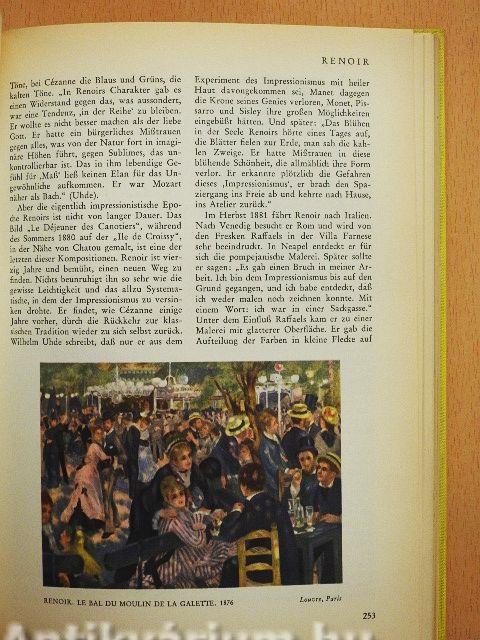 RENOIR
Töne, bei Cézanne die Blaus und Grüns, die
kalten Töne. „In Renoirs Charakter gab es
einen Widerstand gegen das, was aussondert,
war eine Tendenz, ‚in der Reihe‘ zu bleiben.
Er wollte es nicht besser machen als der liebe
Gott. Er hatte ein bürgerliches Mißtrauen
gegen alles, was von der Natur fort in imagi-
näre Höhen führt, gegen Sublimes, das un-
kontrollierbar ist. Das in ihm lebendige Ge-
fühl für ‚Maß‘ ließ keinen Elan für das Un-
gewöhnliche aufkommen. Er war Mozart
näher als Bach.“ (Uhde).
Aber die eigentlich impressionistische Epo-
che Renoirs ist nicht von langer Dauer. Das
Bild „Le Déjeuner des Canotiers“, während
des Sommers 1880 auf der „Ile de Croissy“,
in der Nähe von Chatou gemalt, ist eine der
letzten dieser Kompositionen. Renoir ist vier-
zig Jahre und bemüht, einen neuen Weg zu
finden. Nichts beunruhigt ihn so sehr wie die
gewisse Leichtigkeit und das allzu Systema-
tische, in dem der Impressionismus zu versin-
ken drohte. Er findet, wie Cézanne einige
Jahre vorher, durch die Rückkehr zur klas-
sischen Tradition wieder zu sich selbst zurück.
Wilhelm Uhde schreibt, daß nur er aus dem
Experiment des Impressionismus mit heiler
Haut davongekommen sei, Manet dagegen
die Krone seines Genies verloren, Monet, Pis-
sarro und Sisley ihre großen Möglichkeiten
eingebüßt hätten. Und später: „Das Blühen
in der Seele Renoirs hörte eines Tages auf,
die Blätter fielen zur Erde, man sah die kah-
len Zweige. Er hatte Mißtrauen in diese
blühende Schönheit, die allmählich ihre Form
verlor. Er erkannte plötzlich die Gefahren
dieses ‚Impressionismus‘, er brach den Spa-
ziergang ins Freie ab und kehrte nach Hause,
ins Atelier zurück.“
Im Herbst 1881 fährt Renoir nach Italien.
Nach Venedig besucht er Rom und wird von
den Fresken Raffaels in der Villa Farnese
sehr beeindruckt. In Neapel entdeckt er für
sich die pompejanische Malerei. Später sollte
er sagen: „Es gab einen Bruch in meiner Ar-
beit. Ich bin dem Impressionismus bis auf den
Grund gegangen, und ich habe entdeckt, daß
ich weder malen noch zeichnen konnte. Mit
einem Wort: ich war in einer Sackgasse.“
Unter dem Einfluß Raffaels kam er zu einer
Malerei mit glatterer Oberfläche. Er gab die
Aufteilung der Farben in kleine Flecke auf
RENOIR. LE BAL DU MOULIN DE LA GALETTE. 1876
Louvre, Paris
253